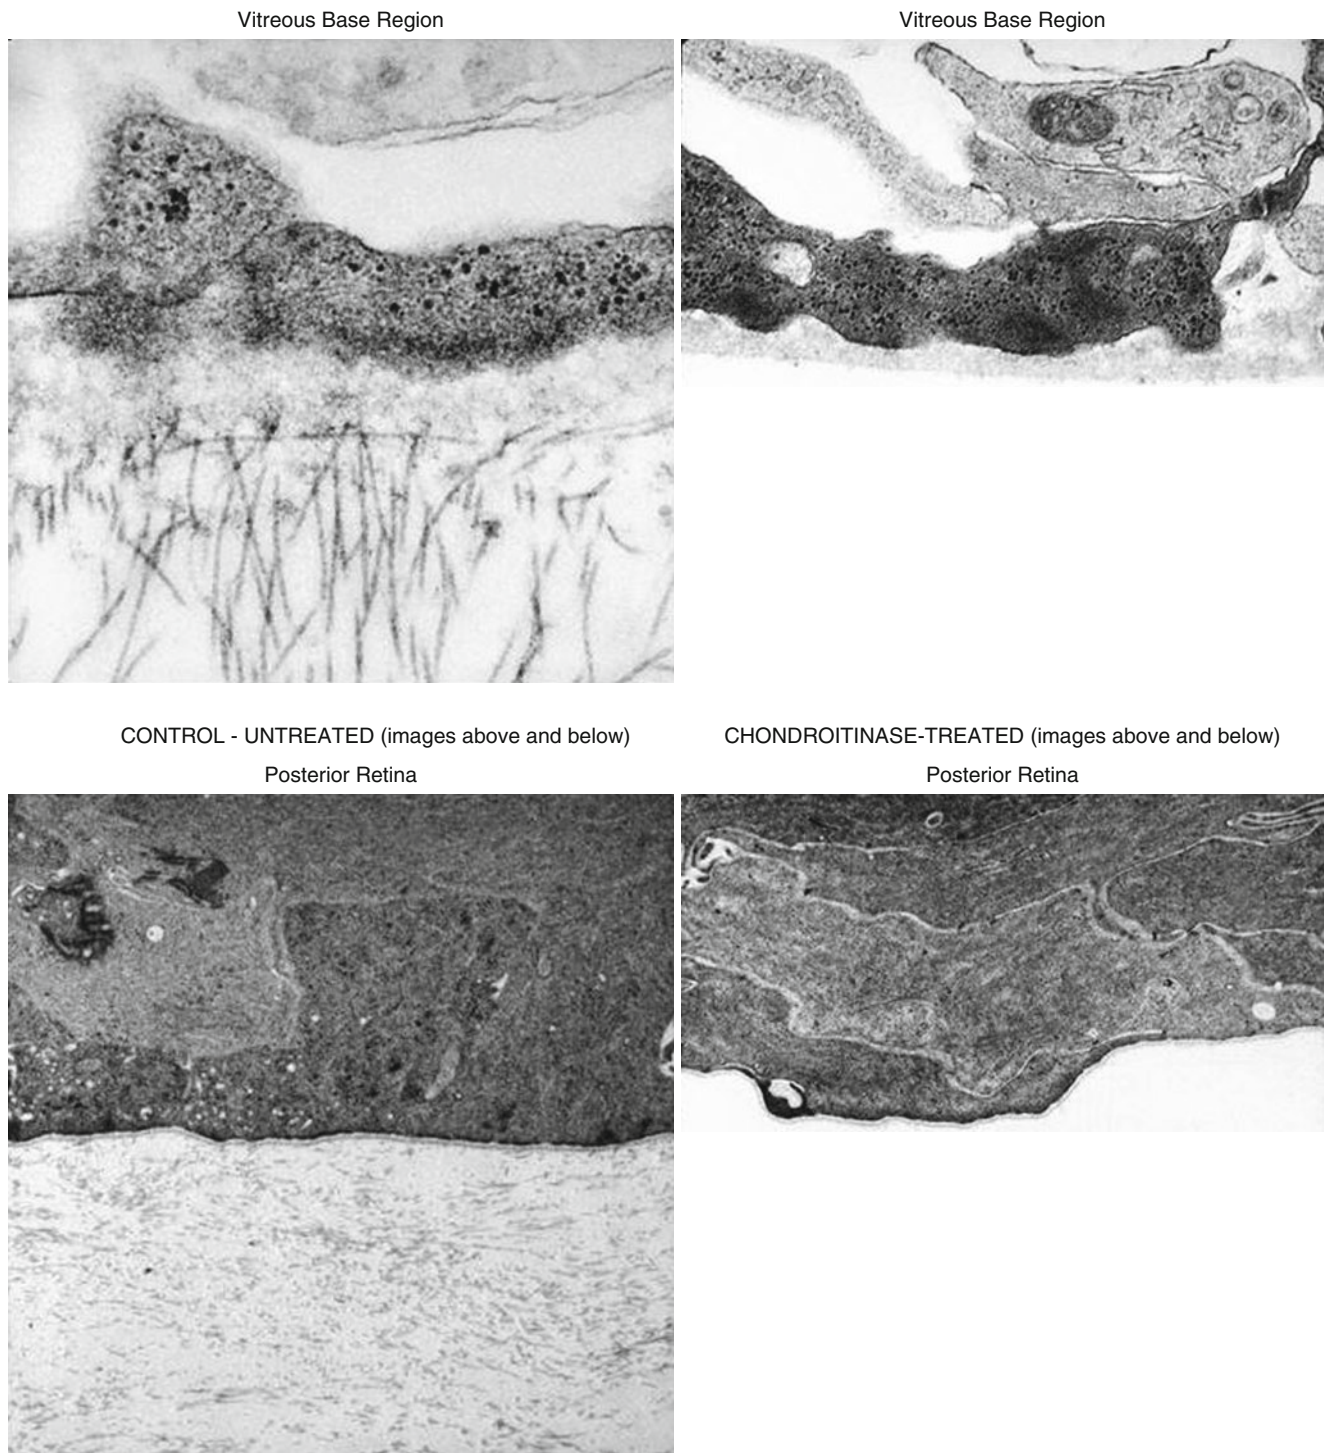 Vitreous Base Region
Vitreous Base Region
CONTROL - UNTREATED (images above and below)
CHONDROITINASE-TREATED (images above and below)
Posterior Retina
Posterior Retina